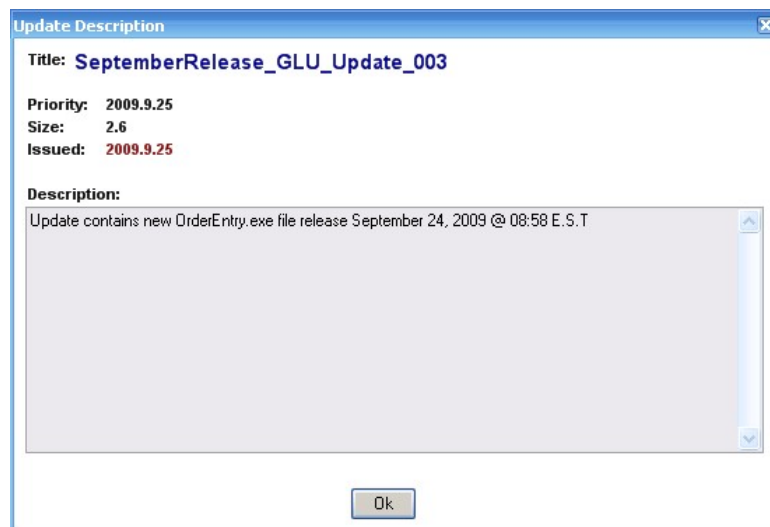 Update Description
Title: SeptemberRelease_GLU_Update_003
Priority: 2009.9.25
Size: 2.6
Issued: 2009.9.25
Description:
Update contains new OrderEntry.exe file release September 24, 2009 @ 08:58 E.S.T
Ok